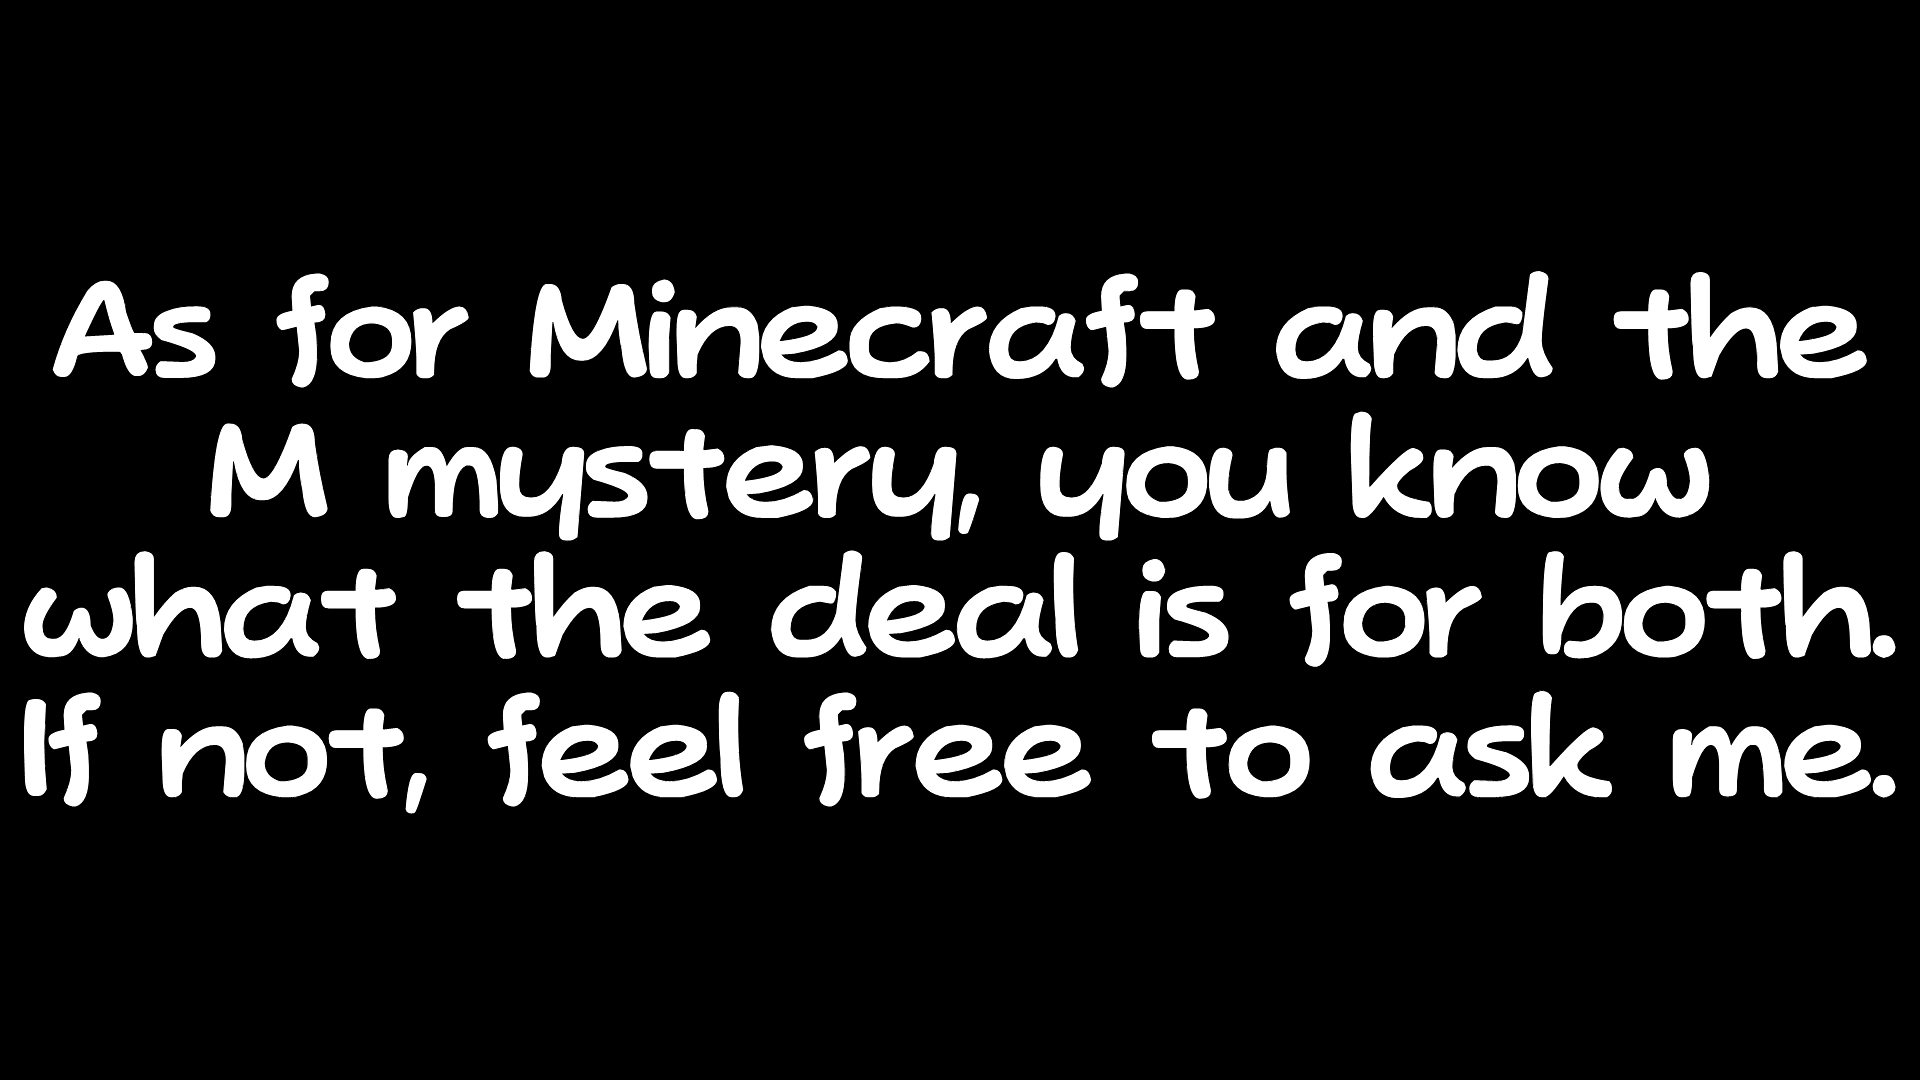 As for Minecraft and the
M mystery, you know
what the deal is for both.
If not, feel free to ask me.